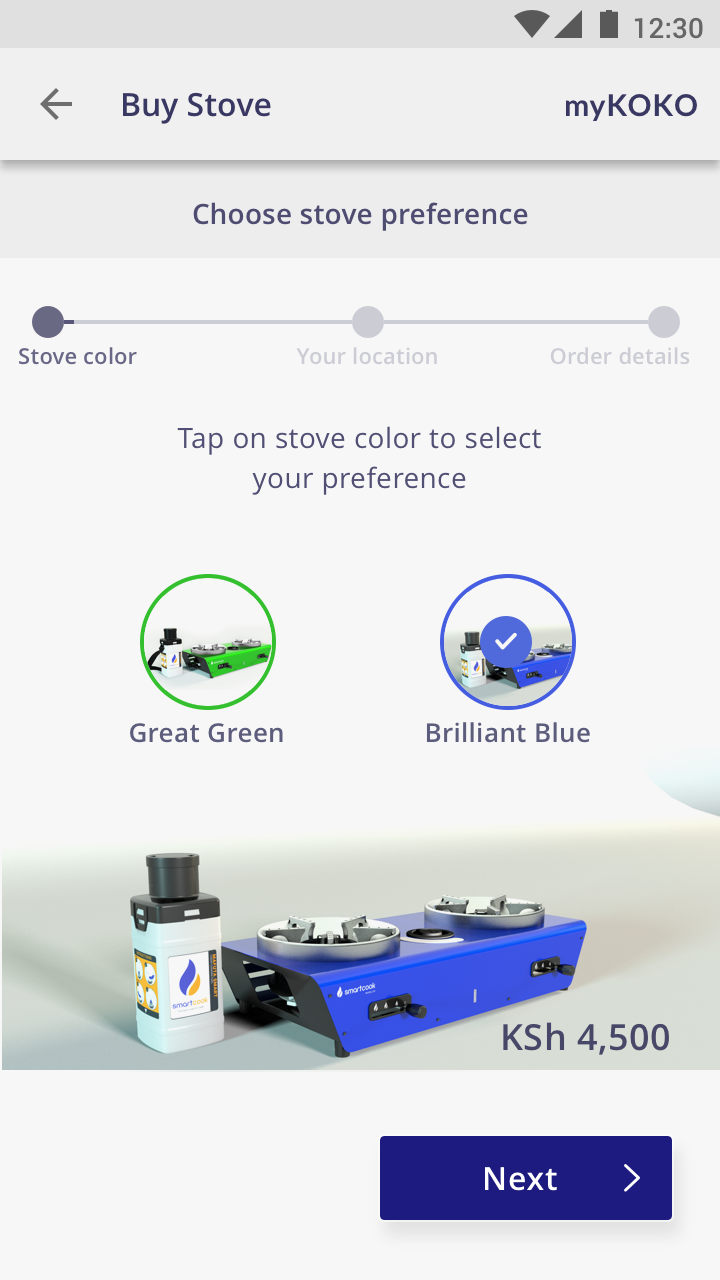 12:30
Buy Stove
myKOKO
Choose stove preference
Stove color
Your location
Order details
Tap on stove color to select
your preference
Great Green
Brilliant Blue
smartcook
smartcook
KSh 4,500
Next